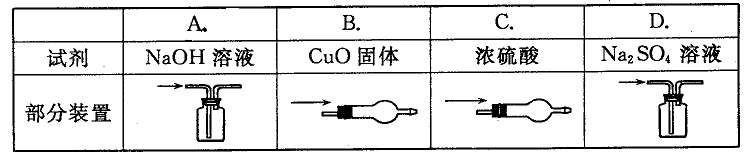 A. B. C. D.
试剂 NaOH 溶液 CuO 固体 浓硫酸 Na₂SO₄ 溶液
部分装置